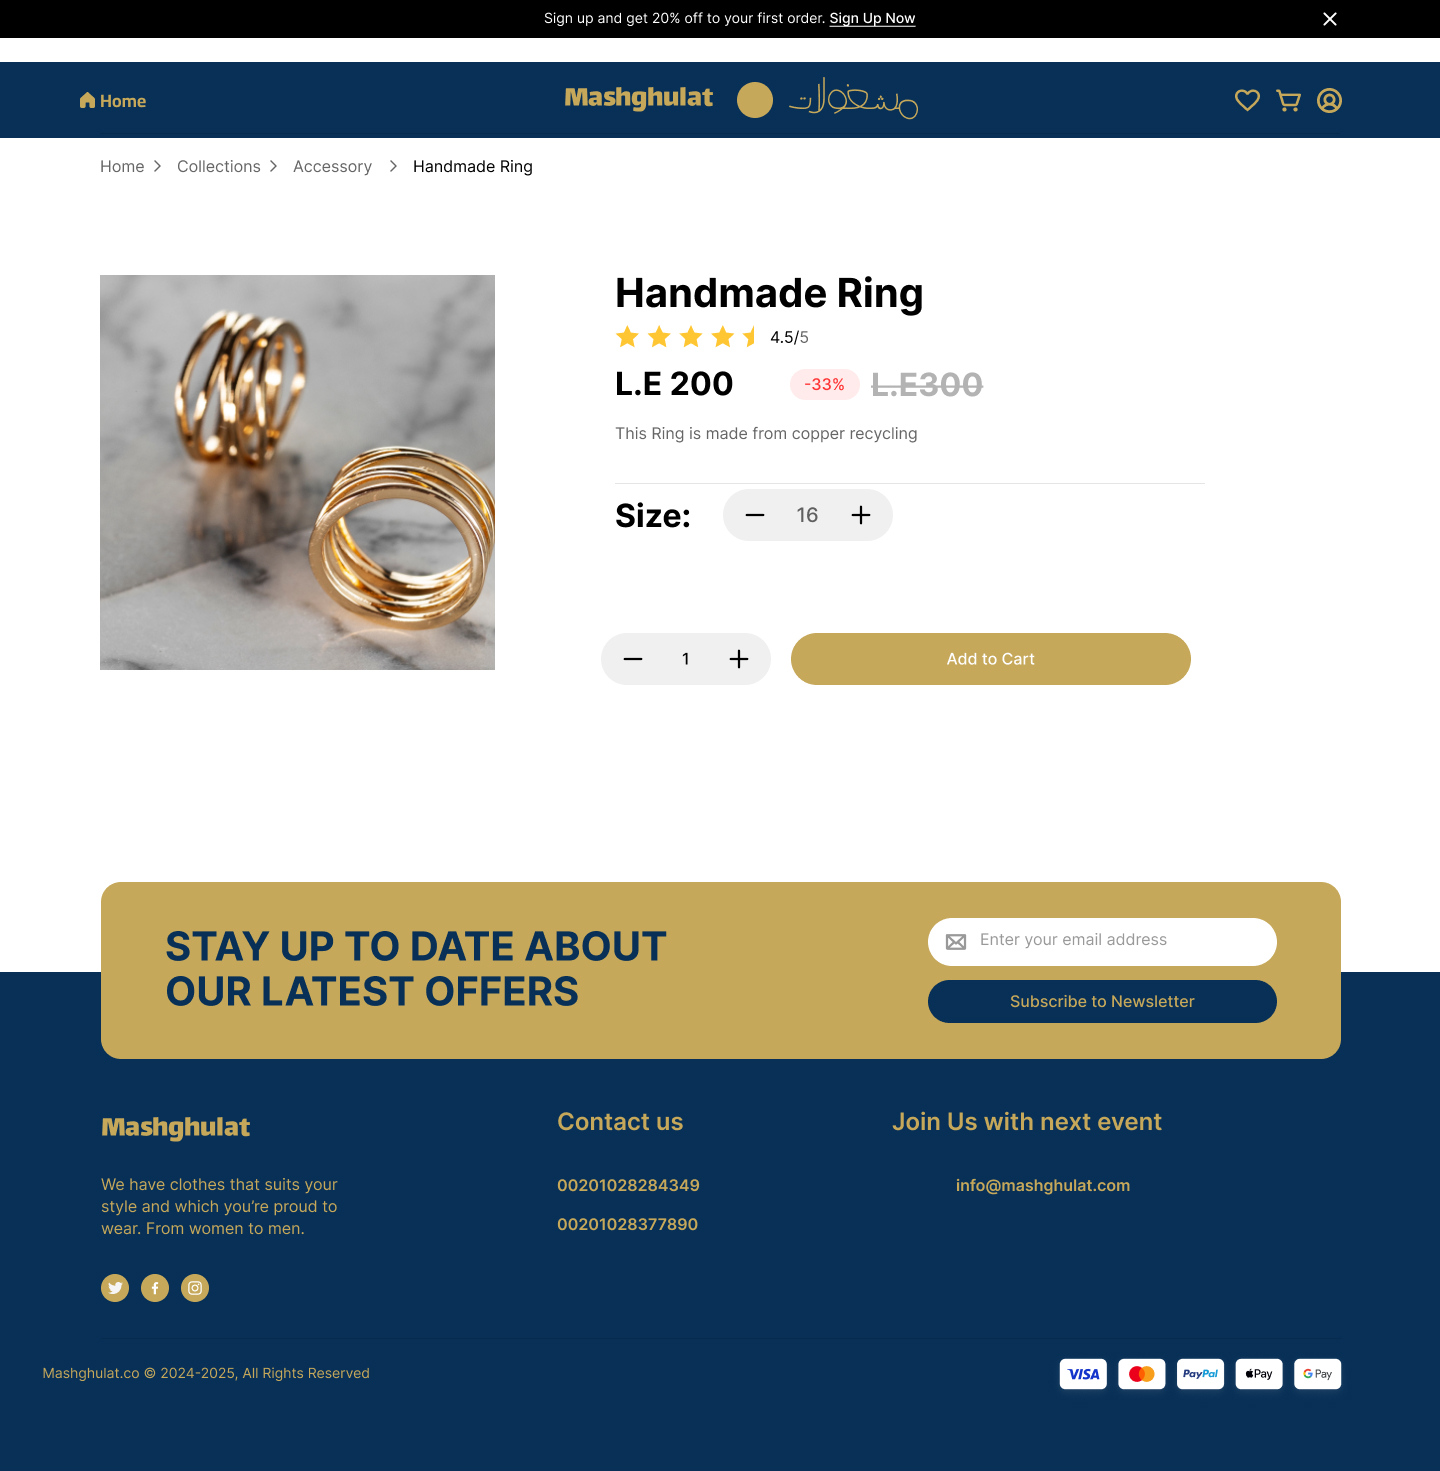 Sign up and get 20% off to your first order. Sign Up Now
Home
Mashghulat
مشغولات
Home
Collections
Accessory
Handmade Ring
Handmade Ring
4.5/5
L.E 200
-33%
L.E300
This Ring is made from copper recycling
Size:
16
1
Add to Cart
STAY UP TO DATE ABOUT
OUR LATEST OFFERS
Enter your email address
Subscribe to Newsletter
Mashghulat
We have clothes that suits your
style and which you’re proud to
wear. From women to men.
Contact us
00201028284349
00201028377890
Join Us with next event
info@mashghulat.com
Mashghulat.co © 2024-2025, All Rights Reserved
VISA
PayPal
Pay
G Pay